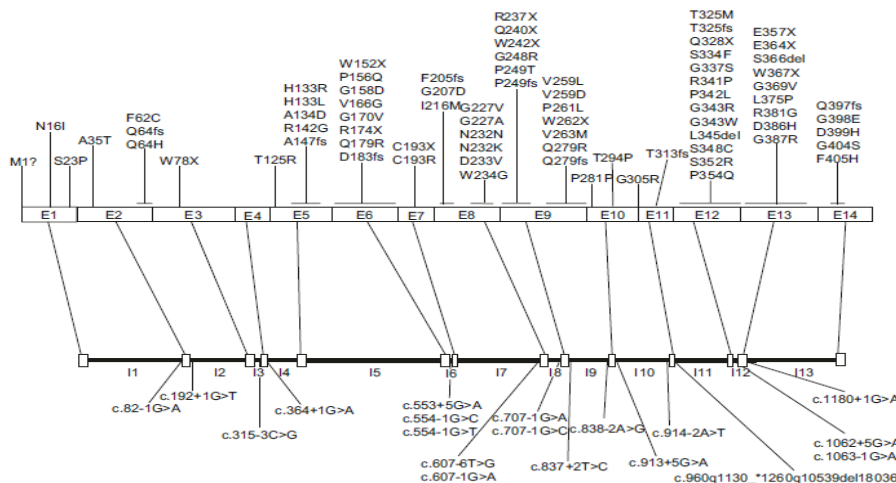 M1?
N16I
S23P
A35T
F62C
Q64fs
Q64H
W78X
T125R
H133R
H133L
A134D
R142G
A147fs
W152X
P156Q
G158D
V166G
G170V
R174X
Q179R
D183fs
C193X
C193R
F205fs
G207D
I216M
G227V
G227A
N232N
N232K
D233V
W234G
R237X
Q240X
W242X
G248R
P249T
P249fs
V259L
V259D
P261L
W262X
V263M
Q279R
Q279fs
P281P
T294P
G305R
T313fs
T325M
T325fs
Q328X
S334F
G337S
R341P
P342L
G343R
G343W
L345del
S348C
S352R
P354Q
E357X
E364X
S366del
W367X
G369V
L375P
R381G
D386H
G387R
Q397fs
G398E
D399H
G404S
F405H
E1 E2 E3 E4 E5 E6 E7 E8 E9 E10 E11 E12 E13 E14
I1 I2 I3 I4 I5 I6 I7 I8 I9 I10 I11 I12 I13
c.82-1G>A
c.192+1G>T
c.315-3C>G
c.364+1G>A
c.553+5G>A
c.554-1G>C
c.554-1G>T
c.607-6T>G
c.607-1G>A
c.707-1G>A
c.707-1G>C
c.837+2T>C
c.838-2A>G
c.913+5G>A
c.914-2A>T
c.960g1130_*1260g10539del18036
c.1062+5G>A
c.1063-1G>A
c.1180+1G>A